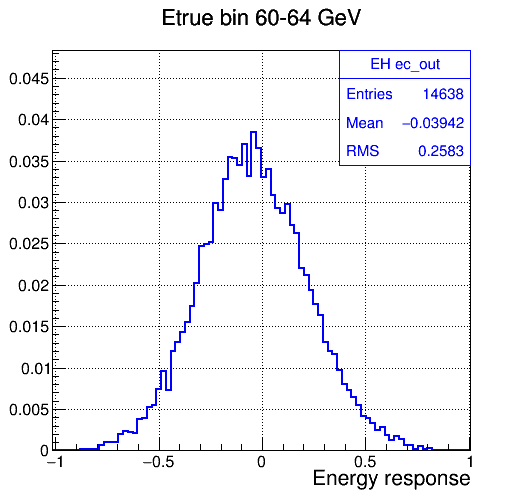 Etrue bin 60-64 GeV
EH ec_out
Entries 14638
Mean −0.03942
RMS 0.2583
0.045
0.04
0.035
0.03
0.025
0.02
0.015
0.01
0.005
0
−1 −0.5 0 0.5 1
Energy response